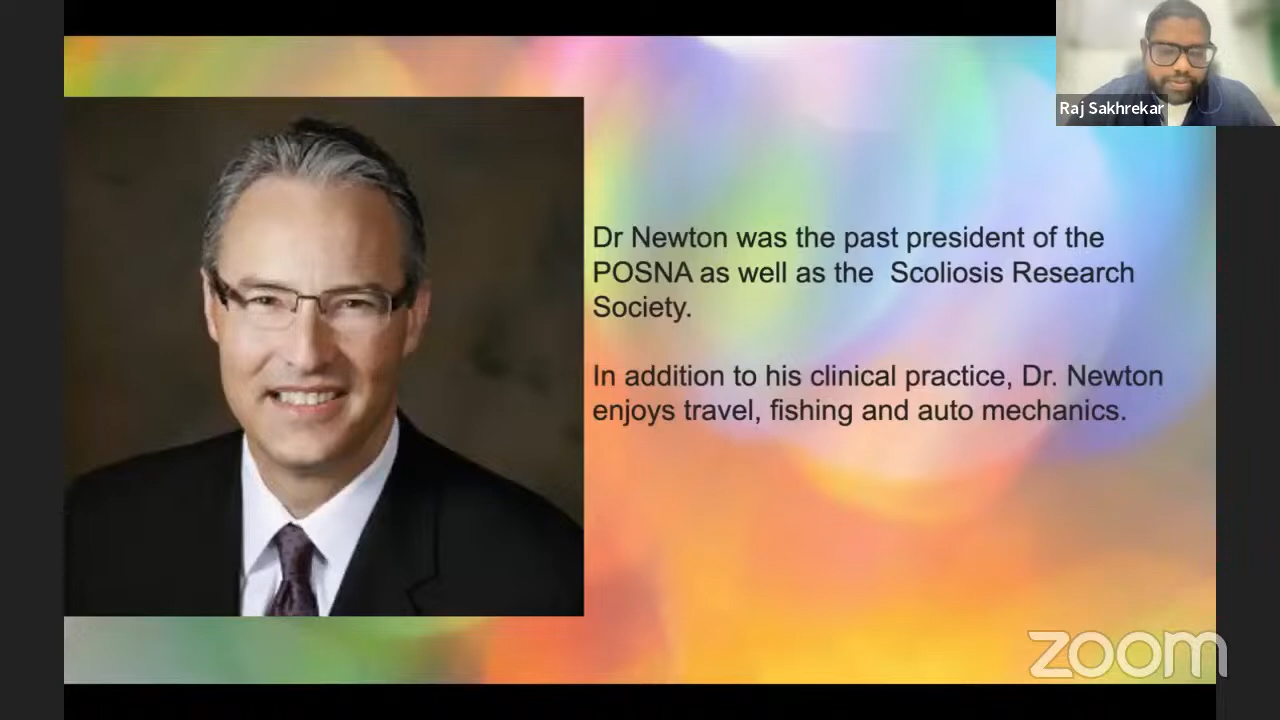 Raj Sakhrekar
Dr Newton was the past president of the
POSNA as well as the  Scoliosis Research
Society.
In addition to his clinical practice, Dr. Newton
enjoys travel, fishing and auto mechanics.
zoom